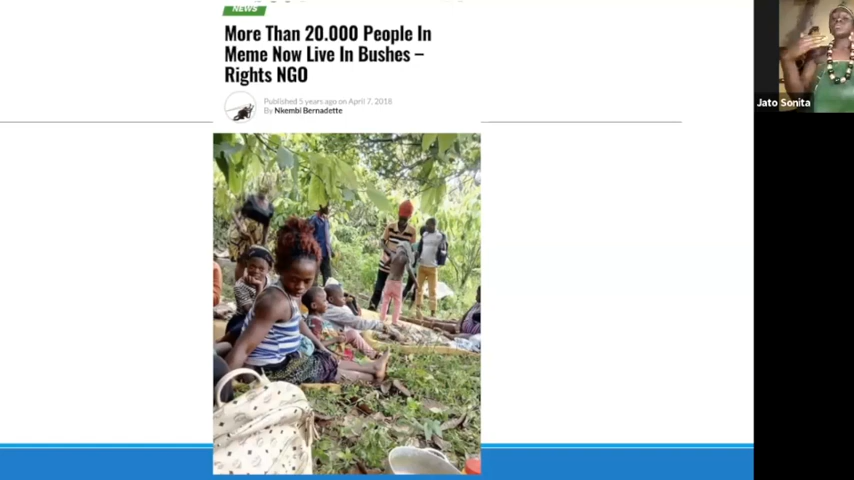 NEWS
More Than 20.000 People In
Meme Now Live In Bushes –
Rights NGO
Published 5 years ago on April 7, 2018
By Nkembi Bernadette
Jato Sonita